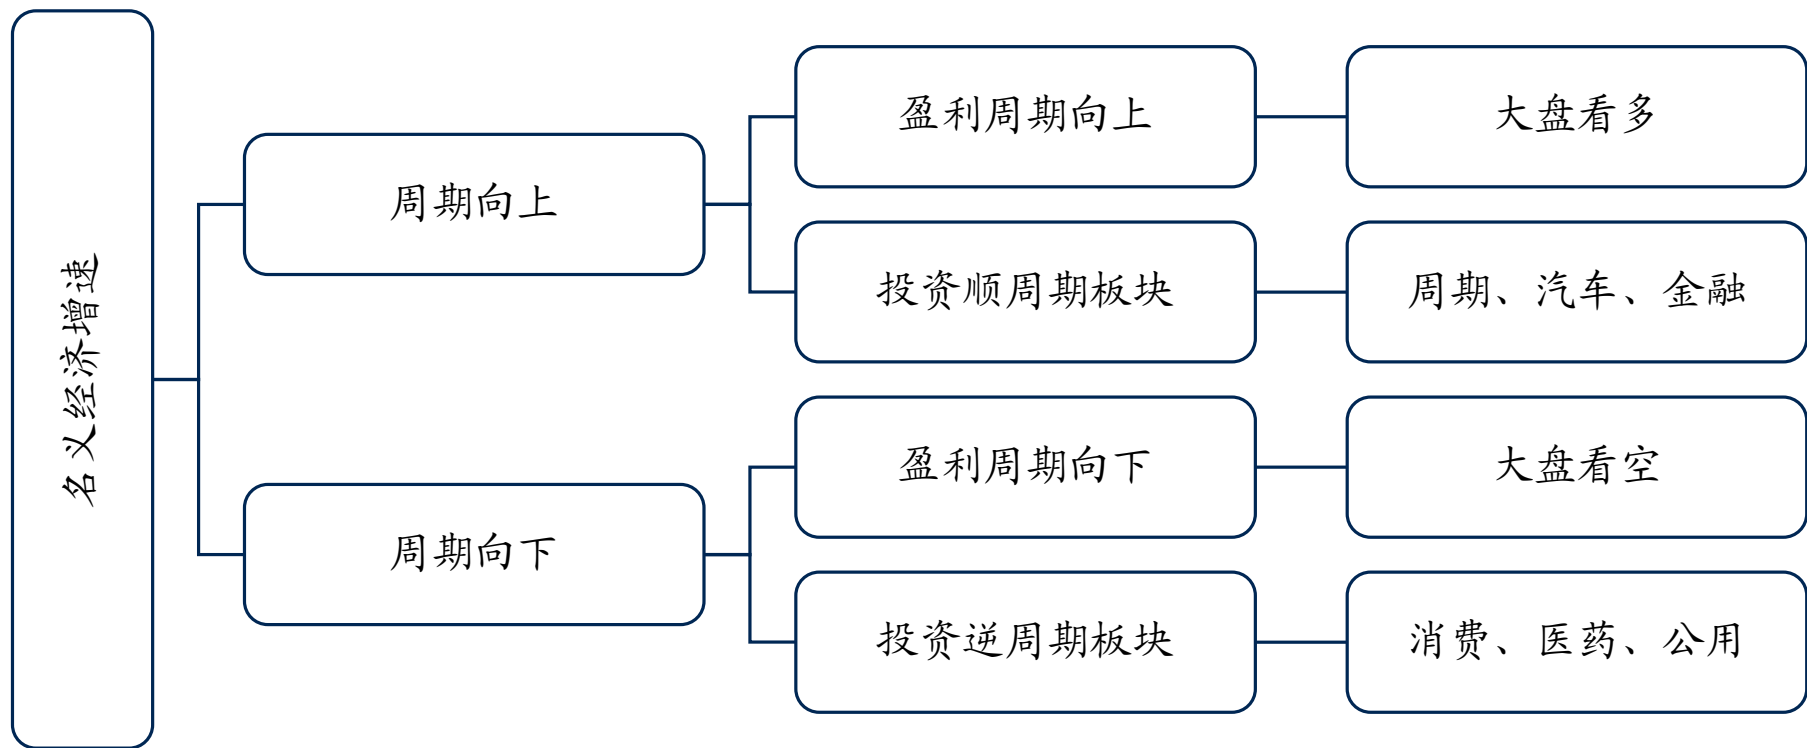 名义经济增速
周期向上
盈利周期向上
大盘看多
投资顺周期板块
周期、汽车、金融
周期向下
盈利周期向下
大盘看空
投资逆周期板块
消费、医药、公用